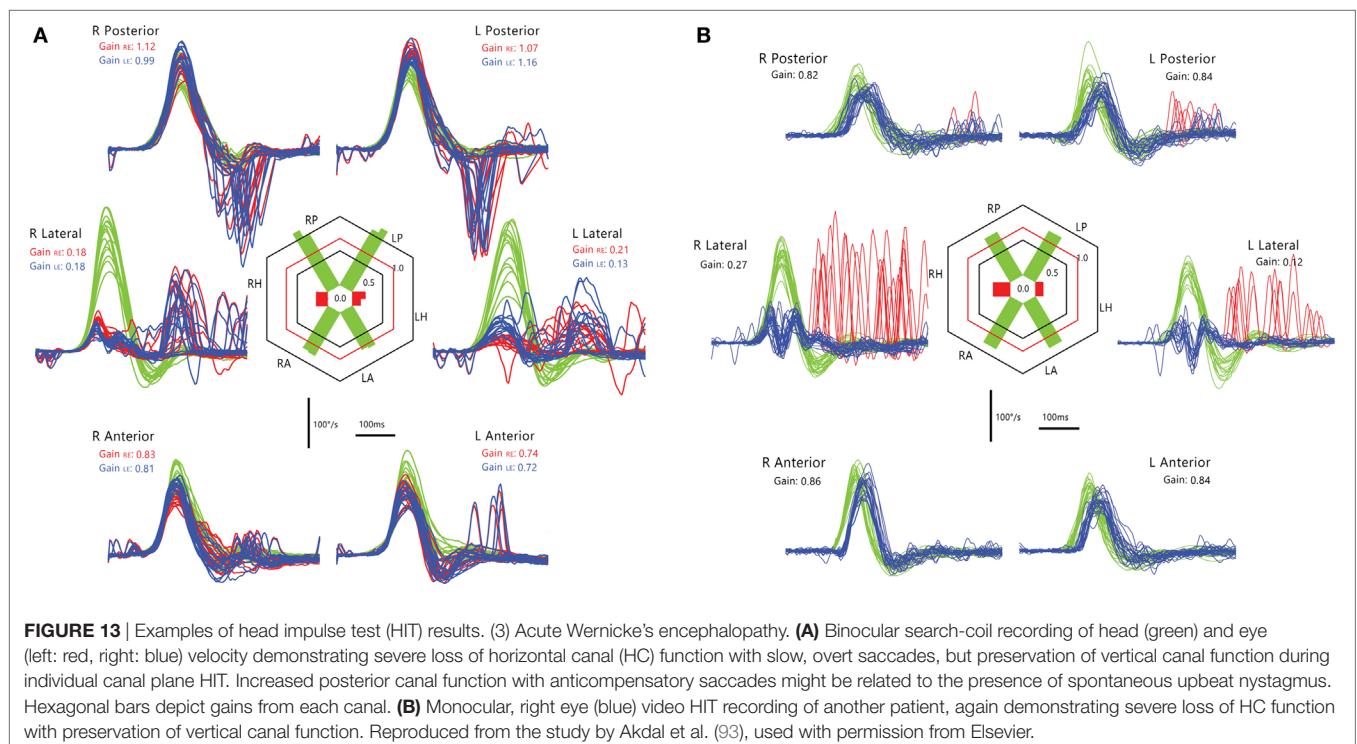 A
R Posterior
Gain RE: 1.12
Gain LE: 0.99
L Posterior
Gain RE: 1.07
Gain LE: 1.16
R Lateral
Gain RE: 0.18
Gain LE: 0.18
RP
LP
1.0
0.5
0.0
RH
LH
RA
LA
L Lateral
Gain RE: 0.21
Gain LE: 0.13
100°/s
100ms
R Anterior
Gain RE: 0.83
Gain LE: 0.81
L Anterior
Gain RE: 0.74
Gain LE: 0.72
B
R Posterior
Gain: 0.82
L Posterior
Gain: 0.84
R Lateral
Gain: 0.27
RP
LP
1.0
0.5
0.0
RH
LH
RA
LA
L Lateral
Gain: 0.12
100°/s
100ms
R Anterior
Gain: 0.86
L Anterior
Gain: 0.84
FIGURE 13 | Examples of head impulse test (HIT) results. (3) Acute Wernicke's encephalopathy. (A) Binocular search-coil recording of head (green) and eye
(left: red, right: blue) velocity demonstrating severe loss of horizontal canal (HC) function with slow, overt saccades, but preservation of vertical canal function during
individual canal plane HIT. Increased posterior canal function with anticompensatory saccades might be related to the presence of spontaneous upbeat nystagmus.
Hexagonal bars depict gains from each canal. (B) Monocular, right eye (blue) video HIT recording of another patient, again demonstrating severe loss of HC function
with preservation of vertical canal function. Reproduced from the study by Akdal et al. (93), used with permission from Elsevier.